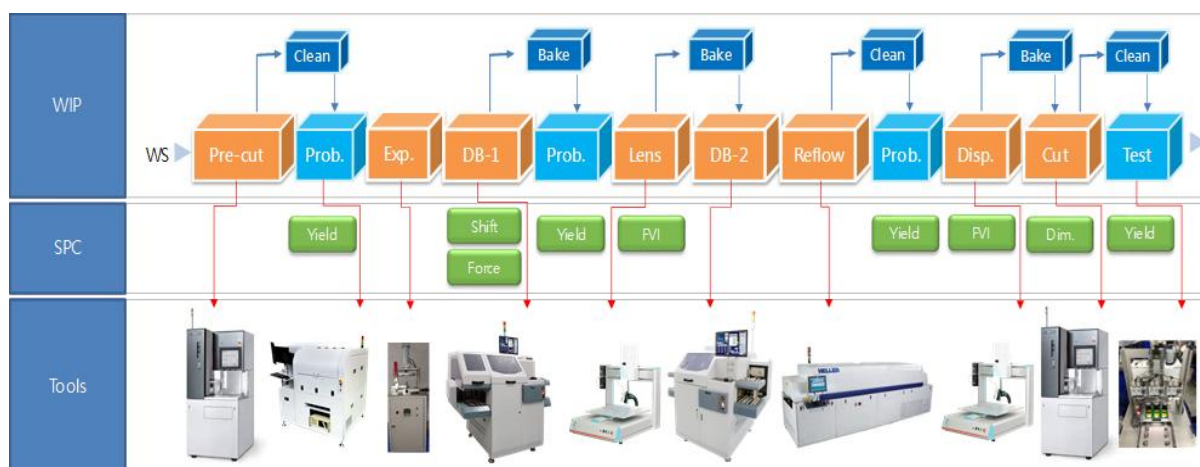 Clean
Bake
Bake
Clean
Bake
Clean
WIP
WS
Pre-cut
Prob.
Exp.
DB-1
Prob.
Lens
DB-2
Reflow
Prob.
Disp.
Cut
Test
SPC
Yield
Shift
Force
Yield
FVI
Yield
FVI
Dim.
Yield
Tools
HELLER